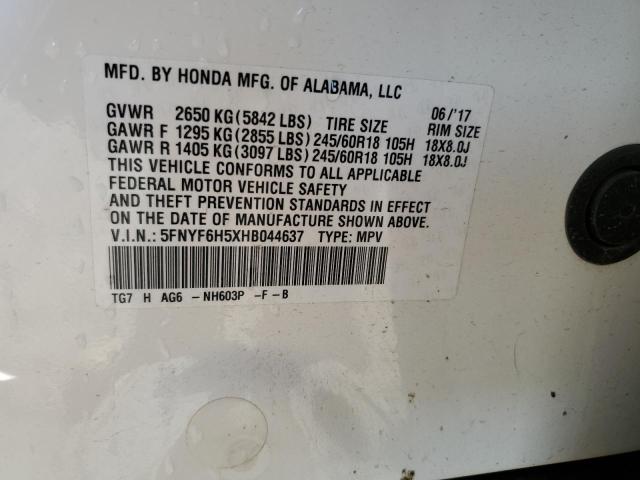 MFD. BY HONDA MFG. OF ALABAMA, LLC
GVWR 2650 KG(5842 LBS) TIRE SIZE 06/'17 RIM SIZE
GAWR F 1295 KG(2855 LBS) 245/60R18 105H 18X8.0J
GAWR R 1405 KG(3097 LBS) 245/60R18 105H 18X8.0J
THIS VEHICLE CONFORMS TO ALL APPLICABLE
FEDERAL MOTOR VEHICLE SAFETY
AND THEFT PREVENTION STANDARDS IN EFFECT
ON THE DATE OF MANUFACTURE SHOWN ABOVE.
V.I.N.: 5FNYF6H5XHB044637 TYPE: MPV
TG7 H AG6 -NH603P -F-B